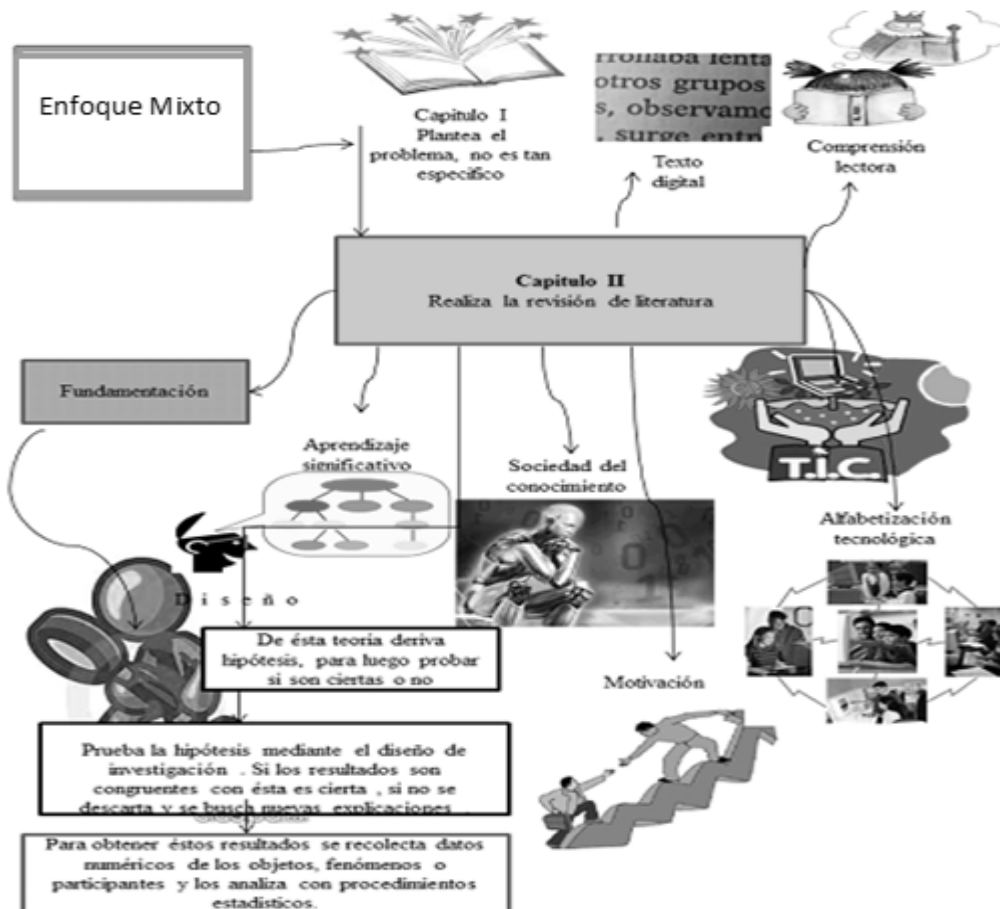 Enfoque Mixto
Capitulo I
Plantea el
problema, no es tan
especifico
rrollaba lenta
otros grupos
s, observamo
. surge entr
Texto
digital
Comprensión
lectora
Capitulo II
Realiza la revisión de literatura
Fundamentación
Aprendizaje
significativo
Sociedad del
conocimiento
T.I.C.
Alfabetización
tecnológica
Diseño
De ésta teoria deriva
hipótesis, para luego probar
si son ciertas o no
Motivación
Prueba la hipótesis mediante el diseño de
investigación . Si los resultados son
congruentes con ésta es cierta , si no se
descarta y se busca nuevas explicaciones .
Para obtener éstos resultados se recolecta datos
numéricos de los objetos, fenómenos o
participantes y los analiza con procedimientos
estadisticos.